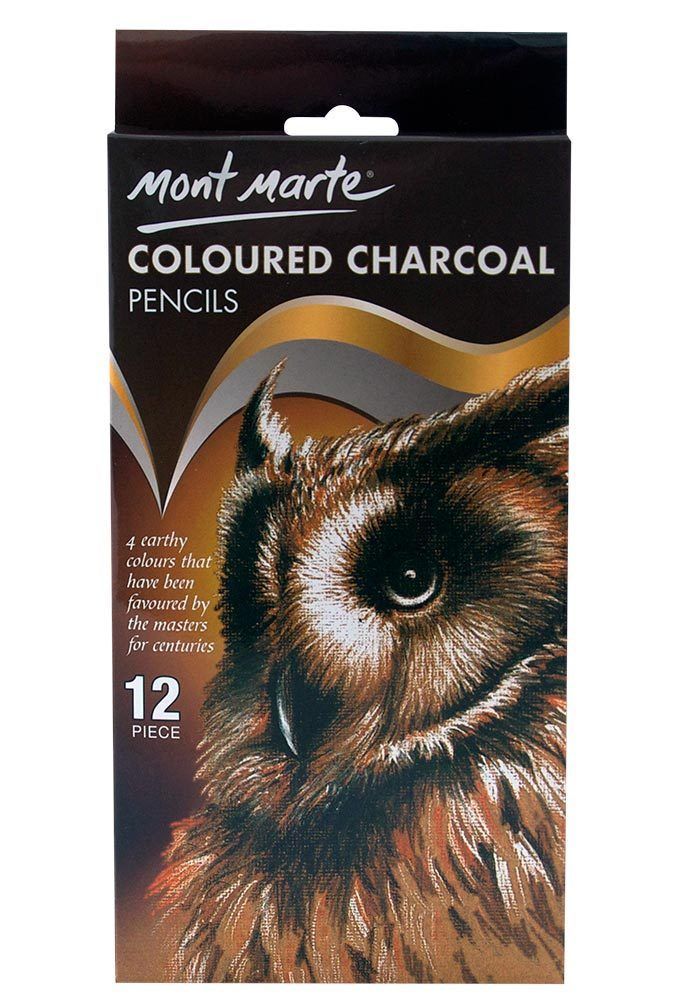 Mont Marte®
COLOURED CHARCOAL
PENCILS
4 earthy
colours that
have been
favoured by
the masters
for centuries
12
PIECE